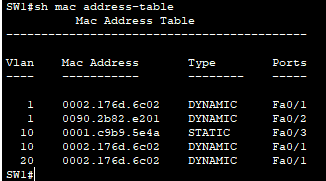 SW1#sh mac address-table
Mac Address Table
-------------------------------------------
Vlan Mac Address Type Ports
---- ----------- -------- -----
1 0002.176d.6c02 DYNAMIC Fa0/1
1 0090.2b82.e201 DYNAMIC Fa0/2
10 0001.c9b9.5e4a STATIC Fa0/3
10 0002.176d.6c02 DYNAMIC Fa0/1
20 0002.176d.6c02 DYNAMIC Fa0/1
SW1#